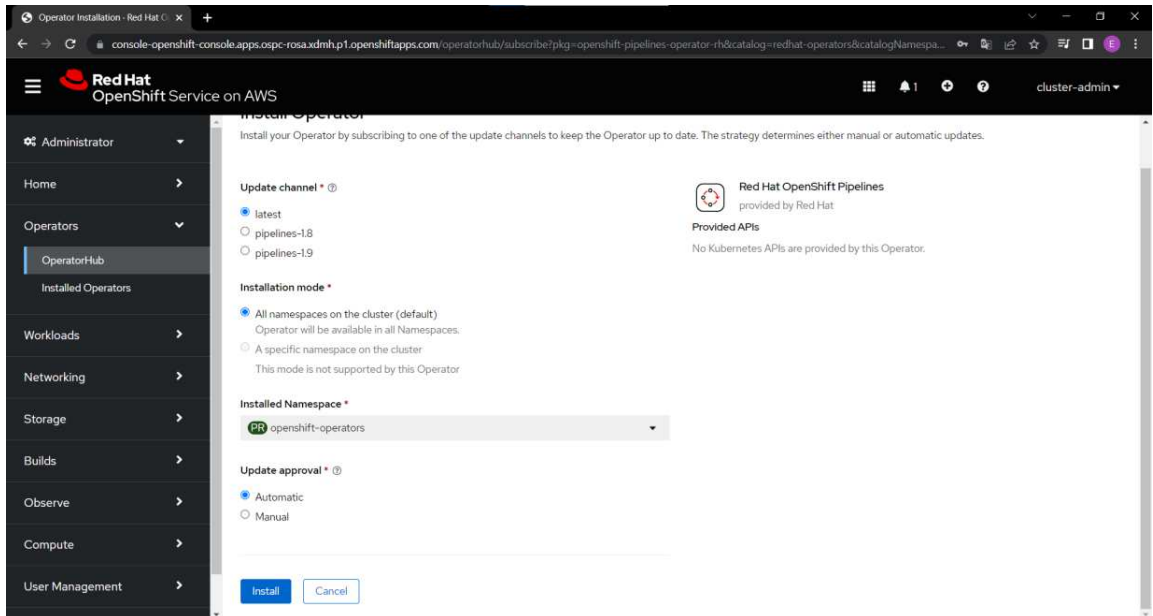 Operator Installation - Red Hat O
console-openshift-console.apps.ospc-rosa.xdmh.p1.openshiftapps.com/operatorhub/subscribe?pkg=openshift-pipelines-operator-rh&catalog=redhat-operators&catalogNamespa...
E
Red Hat
OpenShift Service on AWS
1
cluster-admin
Administrator
Home
Operators
OperatorHub
Installed Operators
Workloads
Networking
Storage
Builds
Observe
Compute
User Management
Install Operator
Install your Operator by subscribing to one of the update channels to keep the Operator up to date. The strategy determines either manual or automatic updates.
Update channel *
latest
pipelines-1.8
pipelines-1.9
Installation mode *
All namespaces on the cluster (default)
Operator will be available in all Namespaces.
A specific namespace on the cluster
This mode is not supported by this Operator
Installed Namespace *
PR openshift-operators
Update approval *
Automatic
Manual
Install
Cancel
Red Hat OpenShift Pipelines
provided by Red Hat
Provided APIs
No Kubernetes APIs are provided by this Operator.